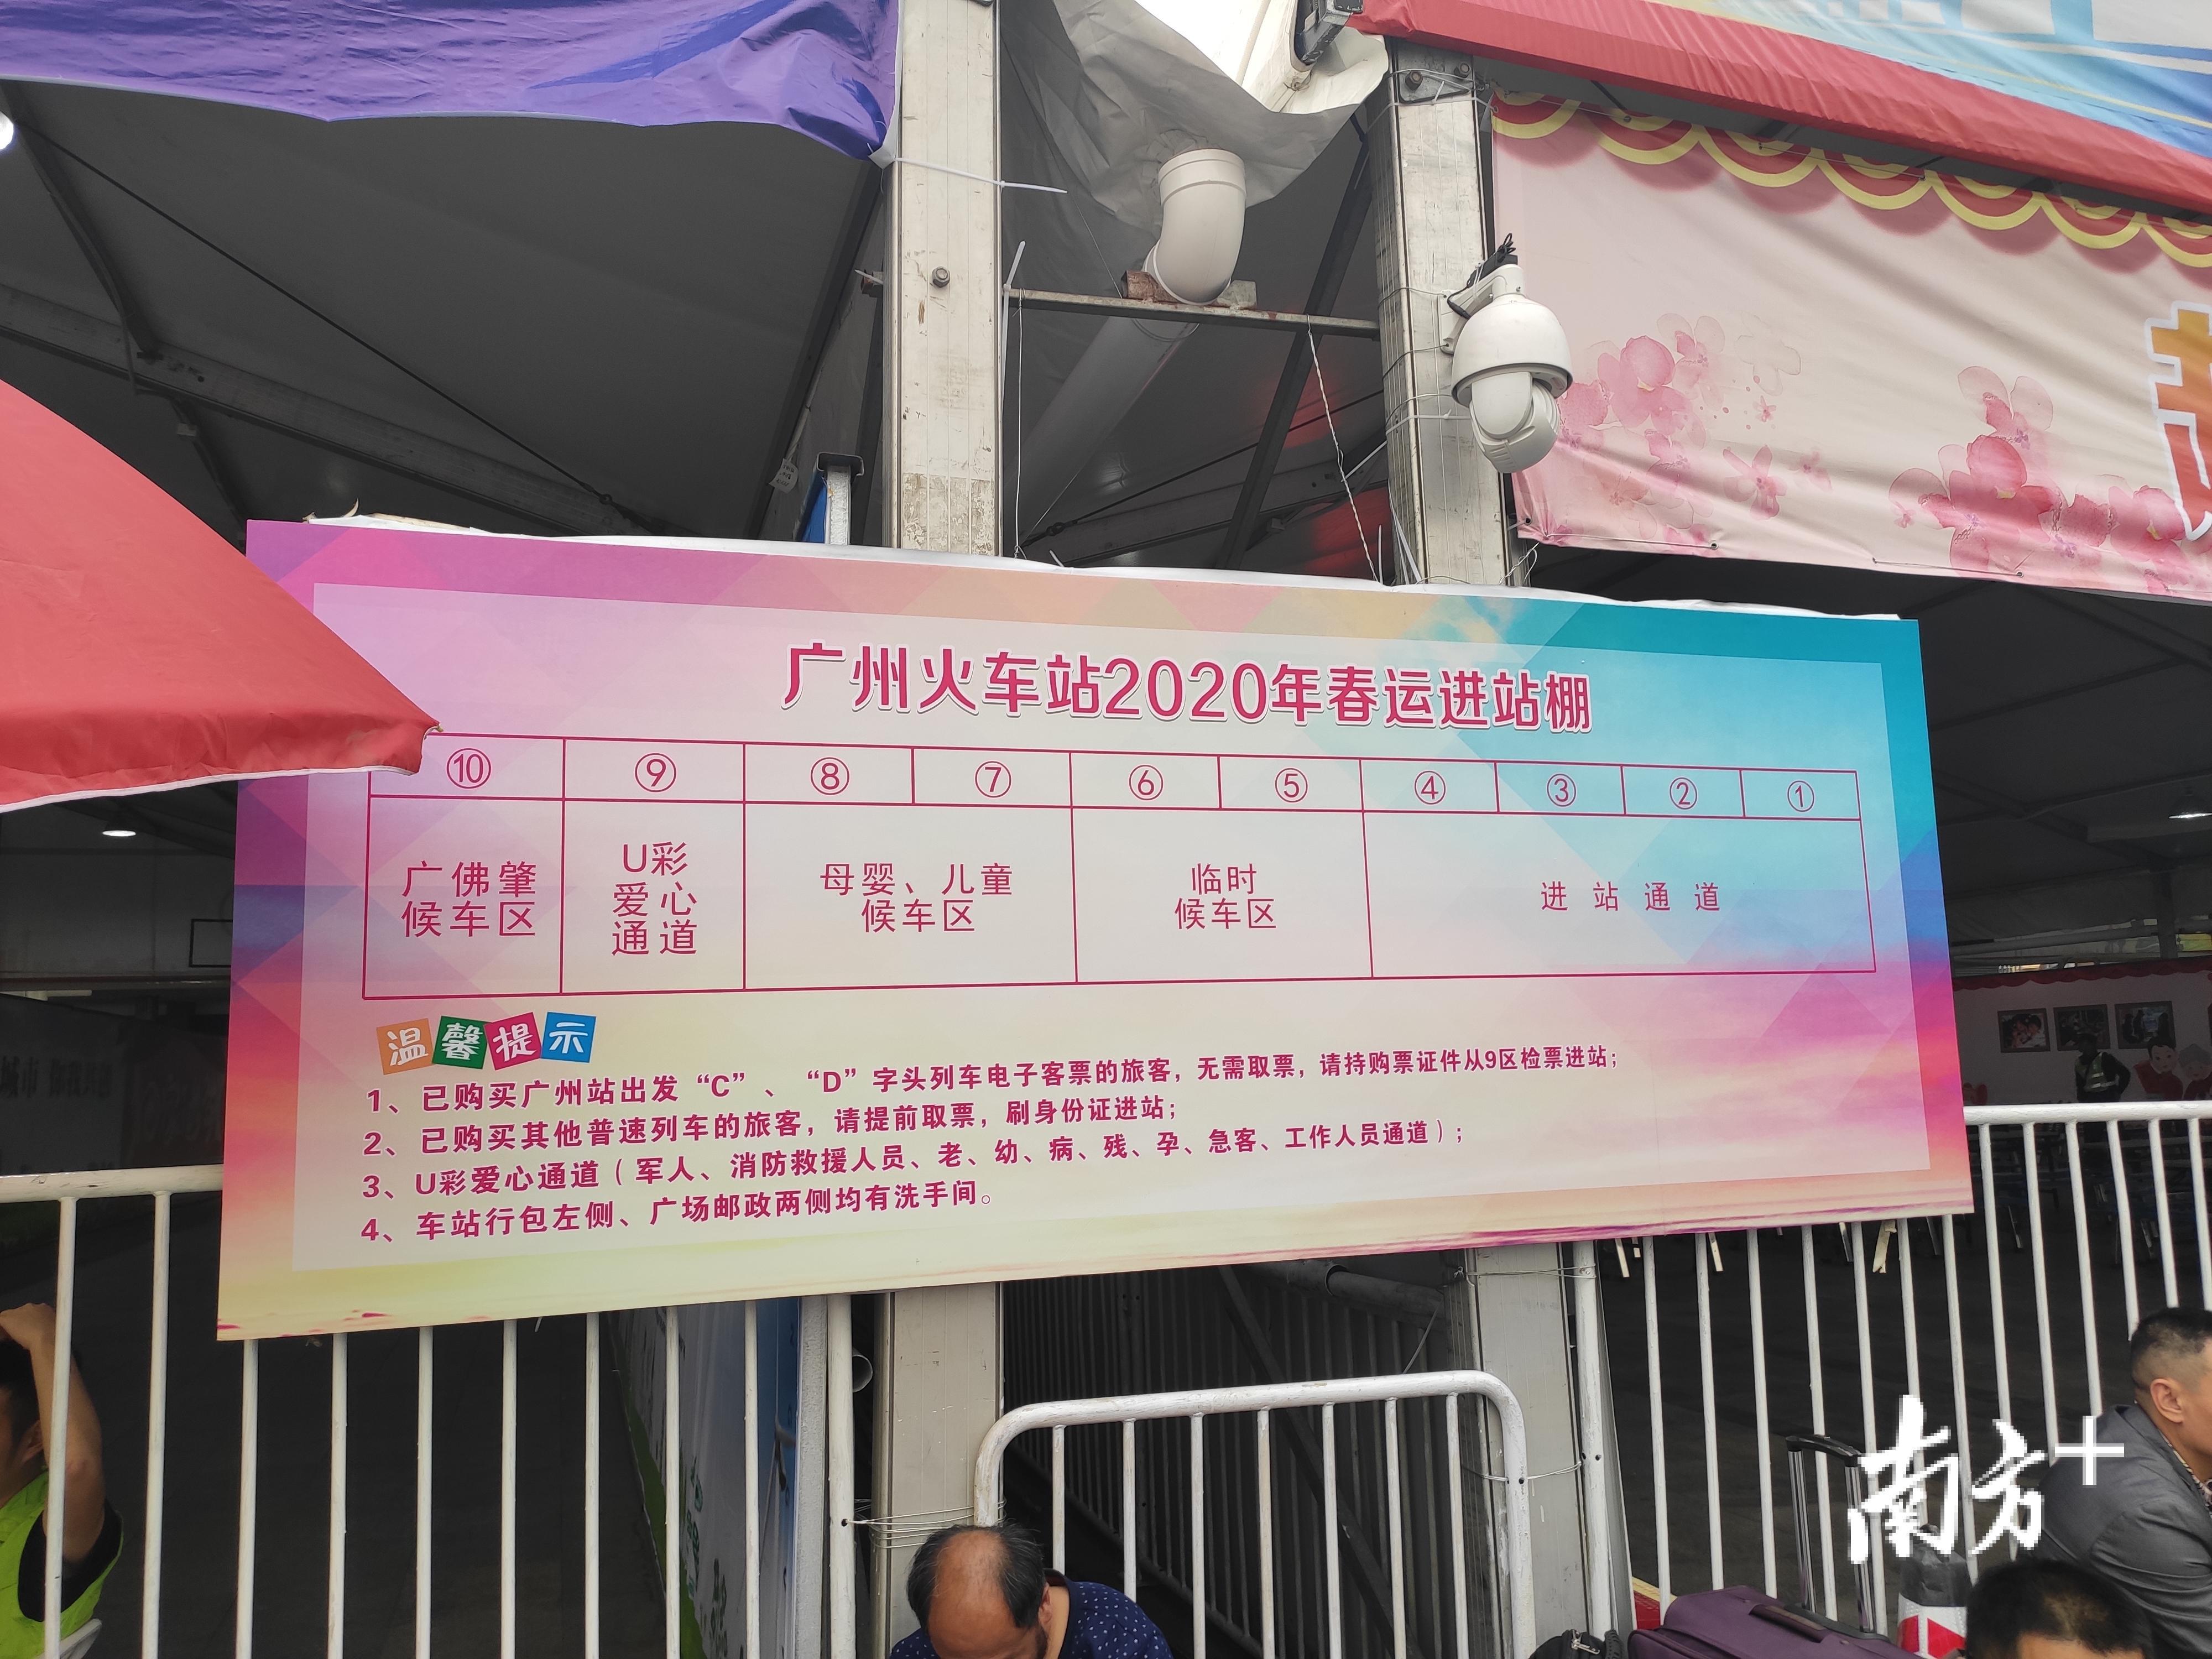 广州火车站2020年春运进站棚
⑩ ⑨ ⑧ ⑦ ⑥ ⑤ ④ ③ ② ①
广佛肇
候车区
U彩
爱心
通道
母婴、儿童
候车区
临时
候车区
进站通道
温馨提示
1、已购买广州站出发“C”、“D”字头列车电子客票的旅客，无需取票，请持购票证件从9区检票进站；
2、已购买其他普速列车的旅客，请提前取票，刷身份证进站；
3、U彩爱心通道（军人、消防救援人员、老、幼、病、残、孕、急客、工作人员通道）；
4、车站行包左侧、广场邮政两侧均有洗手间。
南方+